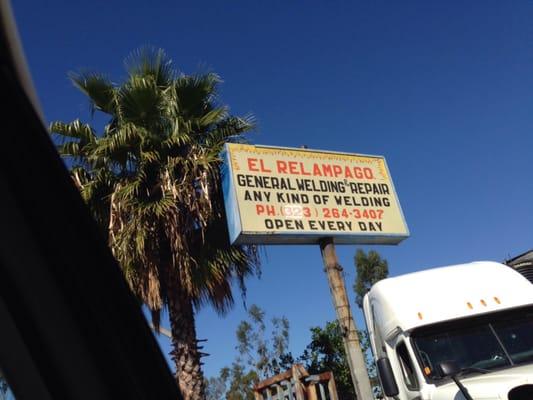 EL RELAMPAGO
GENERAL WELDING & REPAIR
ANY KIND OF WELDING
PH. (323) 264-3407
OPEN EVERY DAY